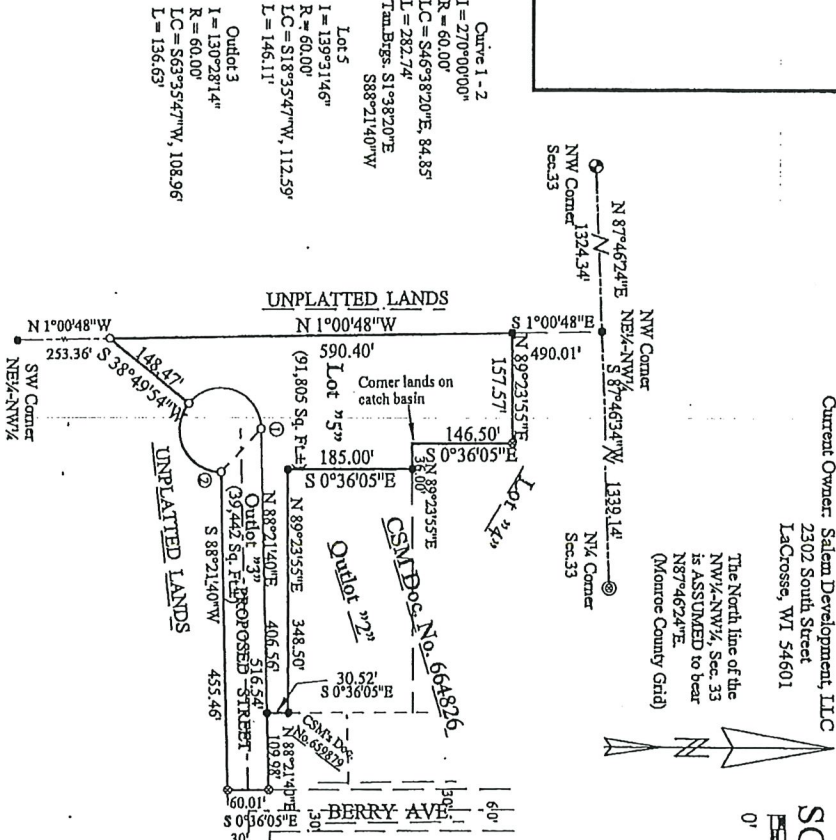 Current Owner: Salem Development, LLC
2302 South Street
LaCrosse, WI 54601
The North line of the
NW¼-NW¼, Sec. 33
is ASSUMED to bear
N87°46'24"E.
(Monroe County Grid)
NW Corner
Sec.33
N 87°46'24"E
1324.34'
NW Corner
NE¼-NW¼
S 87°46'34"W
1339.14'
N¼ Corner
Sec.33
S 1°00'48"E
490.01'
UNPLATTED LANDS
N 1°00'48"W
590.40'
N 1°00'48"W
253.36'
SW Corner
NE¼-NW¼
N 89°23'55"E
157.57'
146.50'
S 0°36'05"E
Lot "4"
Corner lands on
catch basin
N 89°23'55"E
36.00'
185.00'
S 0°36'05"E
Lot "5"
(91,805 Sq. Ft.±)
CSM Doc. No. 664826
Outlot "2"
N 89°23'55"E
348.50'
30.52'
S 0°36'05"E
CSM's Doc.
No.659879
N 88°21'40"E
109.98'
N 88°21'40"E
406.56'
516.54'
Outlot "3"
(39,442 Sq. Ft.±)
PROPOSED STREET
S 88°21'40"W
455.46'
148.47'
S 38°49'54"W
1
2
UNPLATTED LANDS
60.01'
S 0°36'05"E
BERRY AVE.
30'
30'
60'
30'
Curve 1 - 2
I = 270°00'00"
R = 60.00'
LC = S46°38'20"E, 84.85'
L = 282.74'
Tan.Brgs. S1°38'20"E
S88°21'40"W
Lot 5
I = 139°31'46"
R = 60.00'
LC = S18°35'47"W, 112.59'
L = 146.11'
Outlot 3
I = 130°28'14"
R = 60.00'
LC = S63°35'47"W, 108.96'
L = 136.63'
SC
0'